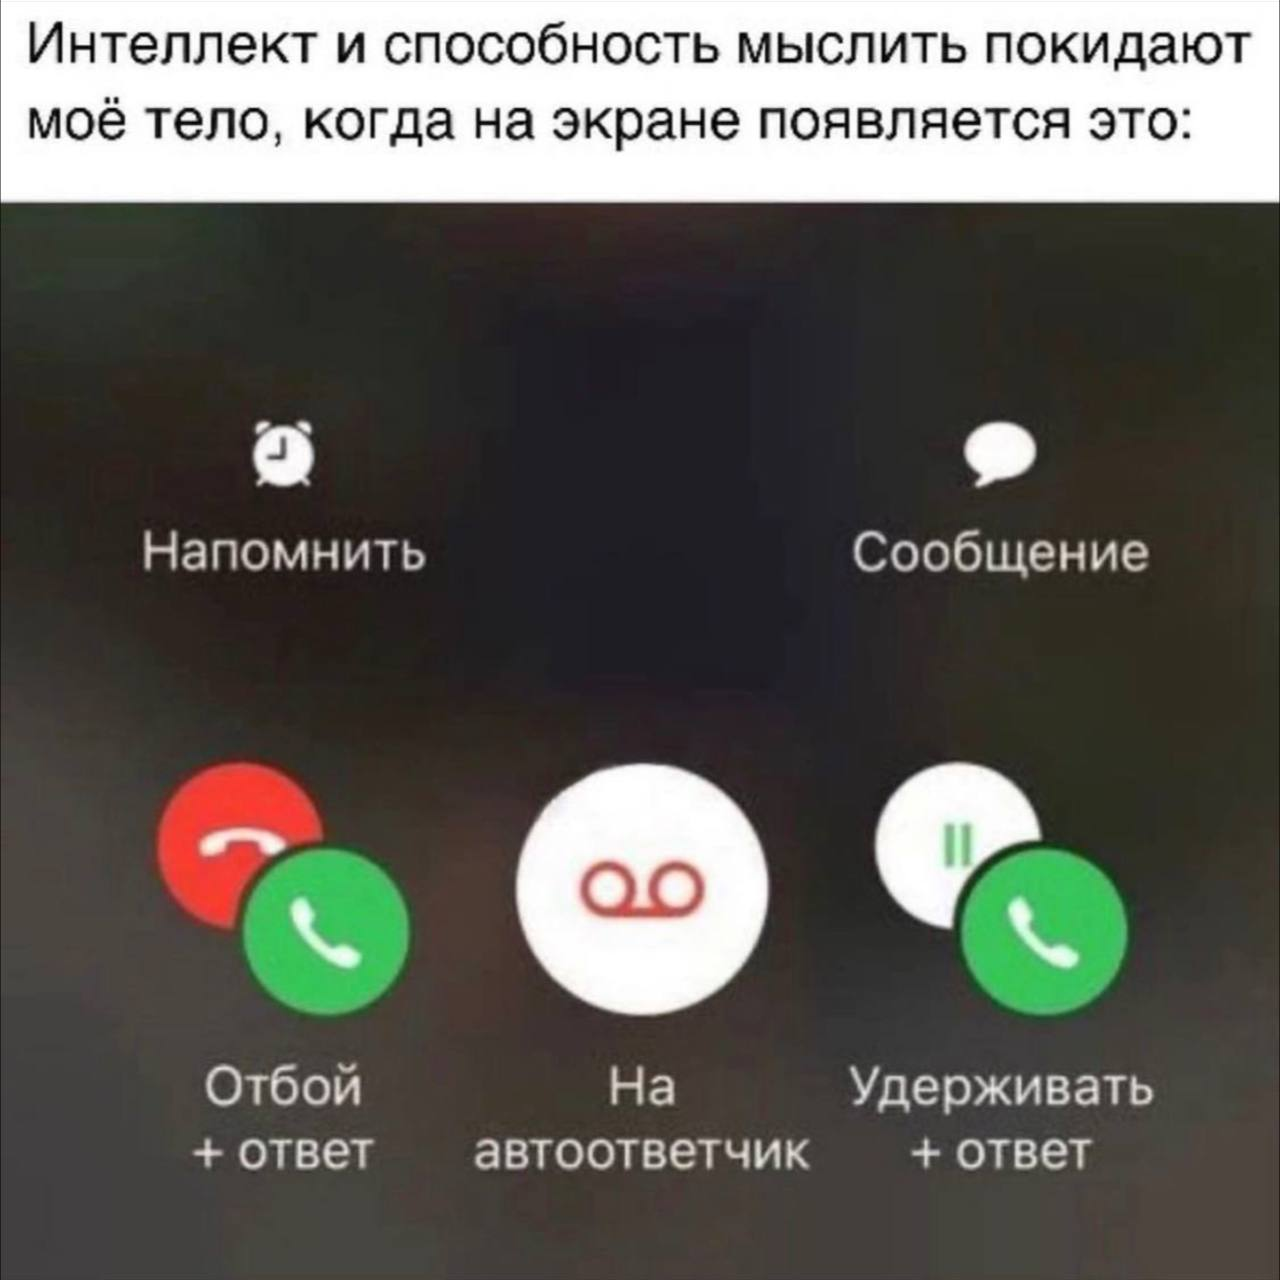 Интеллект и способность мыслить покидают
моё тело, когда на экране появляется это:
Напомнить
Сообщение
Отбой
+ ответ
На
автоответчик
Удерживать
+ ответ